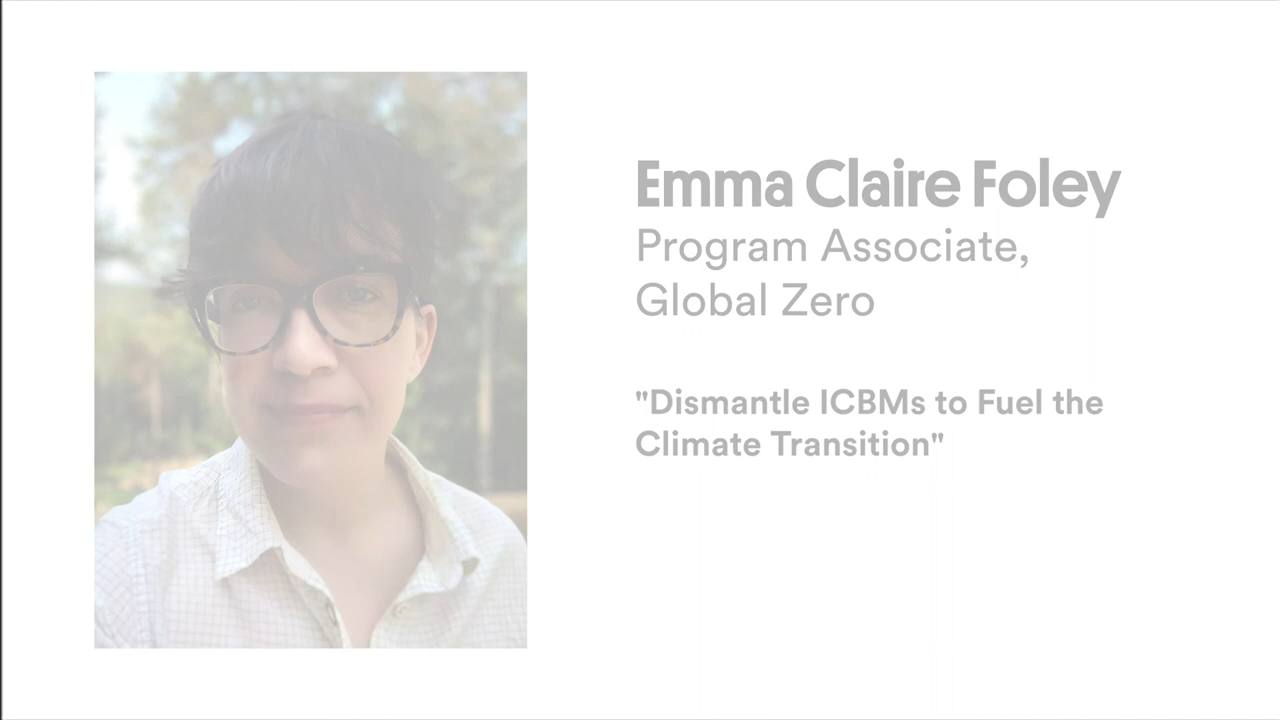 Emma Claire Foley
Program Associate,
Global Zero
"Dismantle ICBMs to Fuel the
Climate Transition"